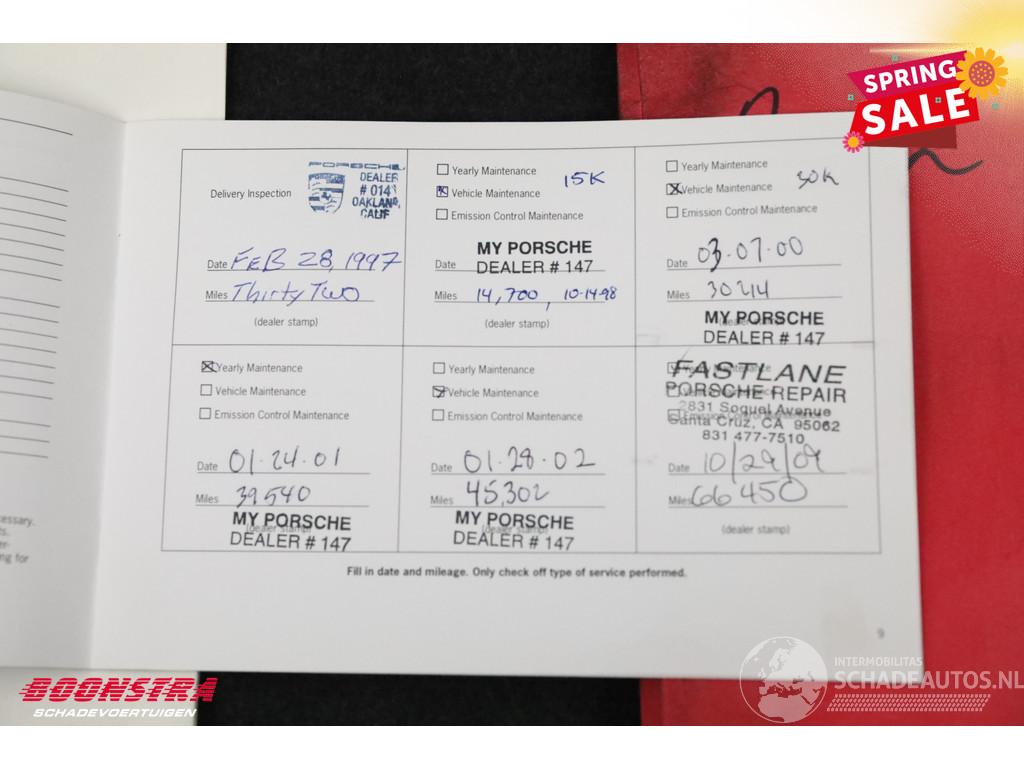 SPRING
SALE
PORSCHE
DEALER
# 014
OAKLAND,
CALIF
Delivery Inspection
Date FEB 28, 1997
Miles Thirty Two
(dealer stamp)
Yearly Maintenance
Vehicle Maintenance 15K
Emission Control Maintenance
MY PORSCHE
Date DEALER # 147
Miles 14,700, 10-14-98
(dealer stamp)
Yearly Maintenance
Vehicle Maintenance 30K
Emission Control Maintenance
Date 03.07.00
Miles 30214
MY PORSCHE
DEALER # 147
Yearly Maintenance
Vehicle Maintenance
Emission Control Maintenance
Date 01.24.01
Miles 39540
MY PORSCHE
DEALER # 147
Yearly Maintenance
Vehicle Maintenance
Emission Control Maintenance
Date 01.28.02
Miles 45,302
MY PORSCHE
DEALER # 147
FASTLANE
PORSCHE REPAIR
2831 Soquel Avenue
Santa Cruz, CA 95062
831 477-7510
Date 10/29/09
Miles 66450
(dealer stamp)
Fill in date and mileage. Only check off type of service performed.
9
BOONSTRA
SCHADEVOERTUIGEN
INTERMOBILITAS
SCHADEAUTOS.NL